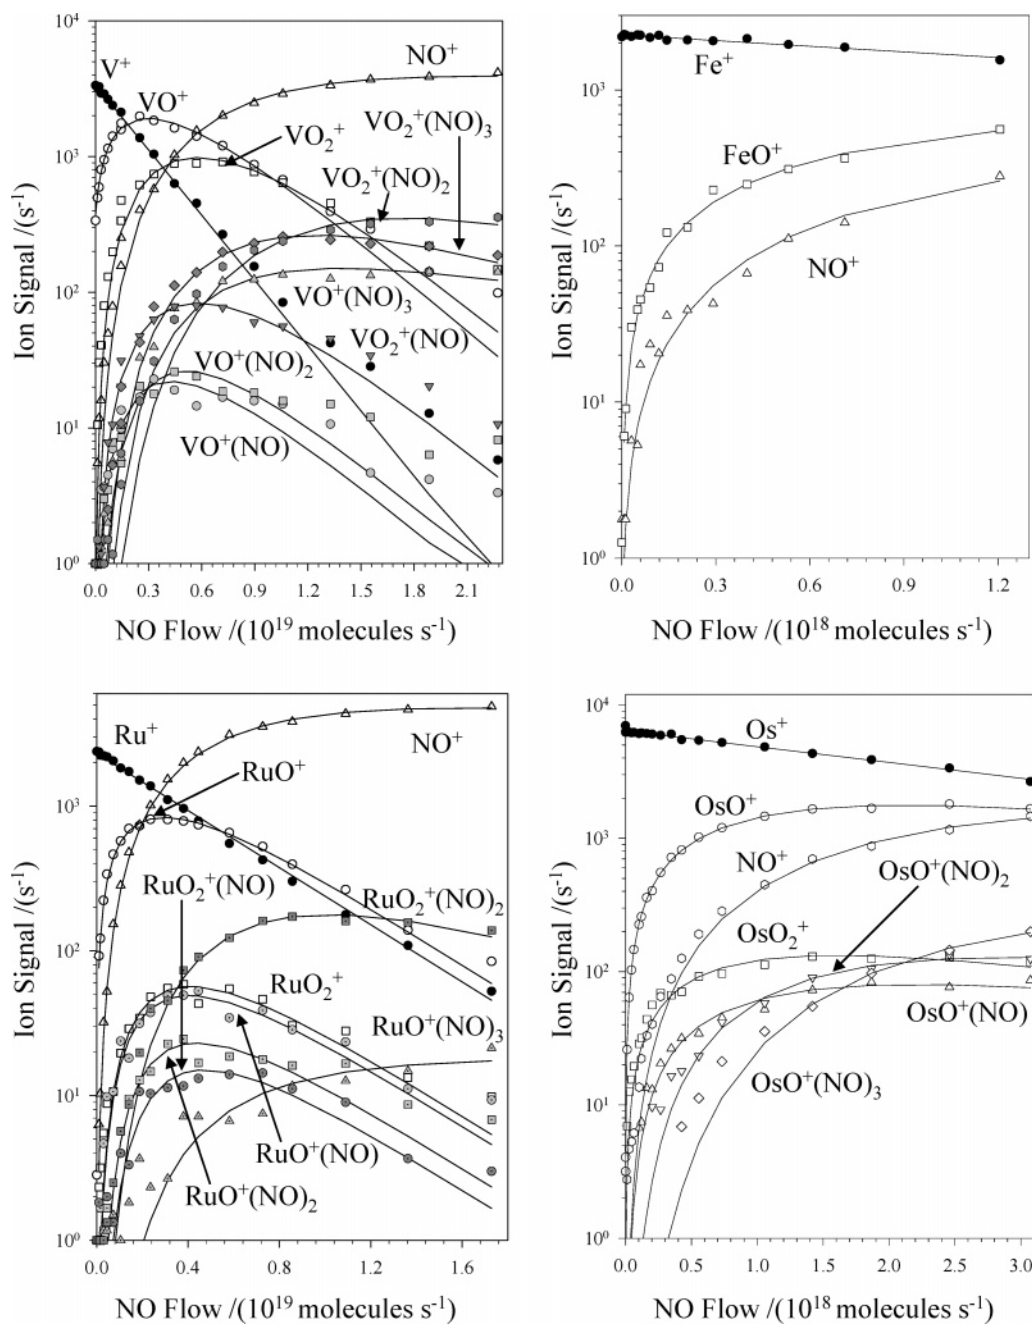 10⁴
10³
10²
10¹
10⁰
Ion Signal /(s⁻¹)
V⁺
VO⁺
NO⁺
VO₂⁺
VO₂⁺(NO)₃
VO₂⁺(NO)₂
VO⁺(NO)₃
VO₂⁺(NO)
VO⁺(NO)₂
VO⁺(NO)
0.0 0.3 0.6 0.9 1.2 1.5 1.8 2.1
NO Flow /(10¹⁹ molecules s⁻¹)
10³
10²
10¹
10⁰
Ion Signal /(s⁻¹)
Fe⁺
FeO⁺
NO⁺
0.0 0.3 0.6 0.9 1.2
NO Flow /(10¹⁸ molecules s⁻¹)
10³
10²
10¹
10⁰
Ion Signal /(s⁻¹)
Ru⁺
NO⁺
RuO⁺
RuO₂⁺(NO)
RuO₂⁺(NO)₂
RuO₂⁺
RuO⁺(NO)₃
RuO⁺(NO)
RuO⁺(NO)₂
0.0 0.4 0.8 1.2 1.6
NO Flow /(10¹⁹ molecules s⁻¹)
10⁴
10³
10²
10¹
10⁰
Ion Signal /(s⁻¹)
Os⁺
OsO⁺
NO⁺
OsO⁺(NO)₂
OsO₂⁺
OsO⁺(NO)
OsO⁺(NO)₃
0.0 0.5 1.0 1.5 2.0 2.5 3.0
NO Flow /(10¹⁸ molecules s⁻¹)